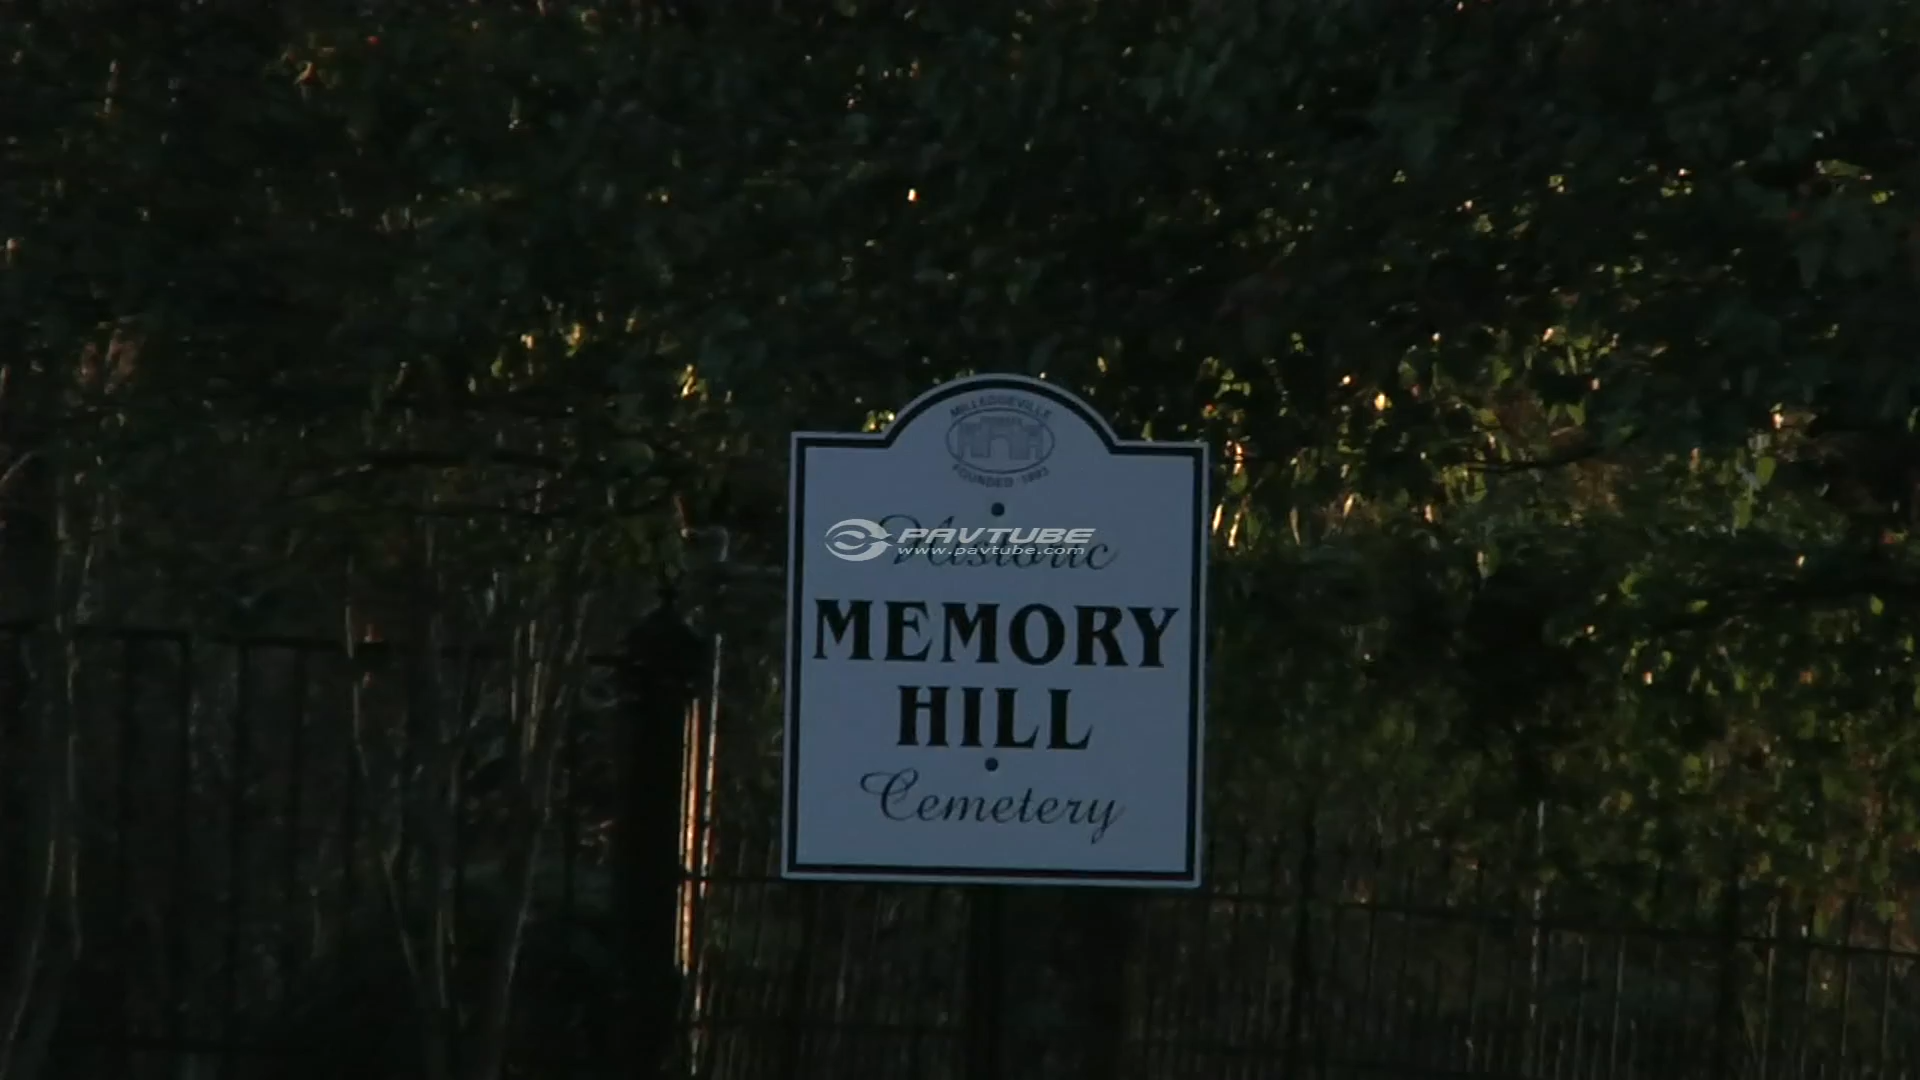 MILLEDGEVILLE
FOUNDED 1803
Historic
PAVTUBE
www.pavtube.com
MEMORY
HILL
Cemetery